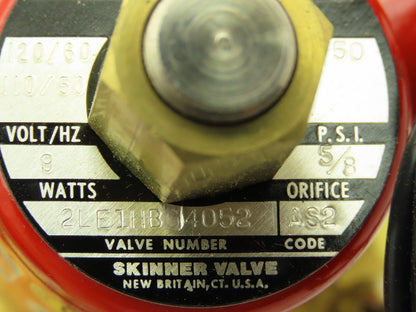 120/60 50
110/50
VOLT/HZ P.S.I.
9 5/8
WATTS ORIFICE
2LE1HB 4052 AS2
VALVE NUMBER CODE
SKINNER VALVE
NEW BRITAIN, CT. U.S.A.